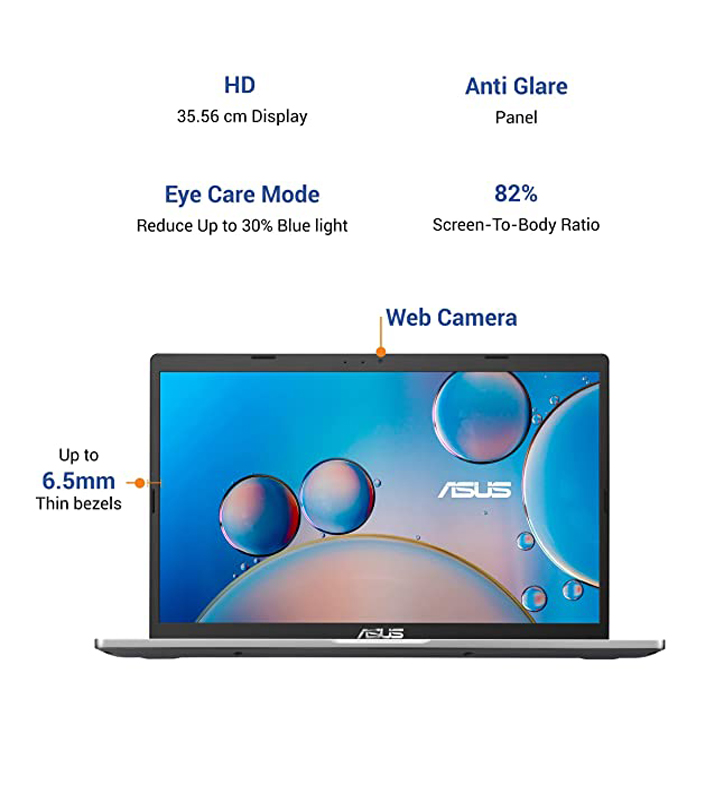 HD
35.56 cm Display
Anti Glare
Panel
Eye Care Mode
Reduce Up to 30% Blue light
82%
Screen-To-Body Ratio
Web Camera
Up to
6.5mm
Thin bezels
ASUS
ASUS